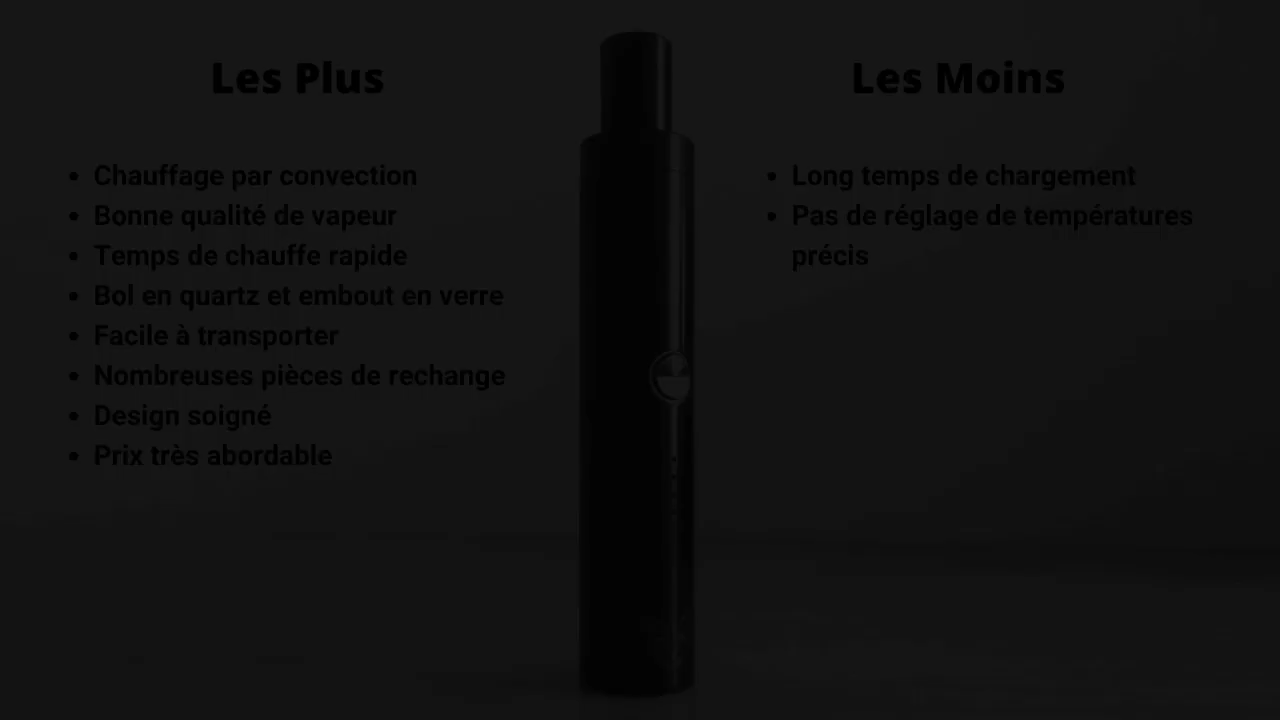 Les Plus
Chauffage par convection
Bonne qualité de vapeur
Temps de chauffe rapide
Bol en quartz et embout en verre
Facile à transporter
Nombreuses pièces de rechange
Design soigné
Prix très abordable
Les Moins
Long temps de chargement
Pas de réglage de températures
précis